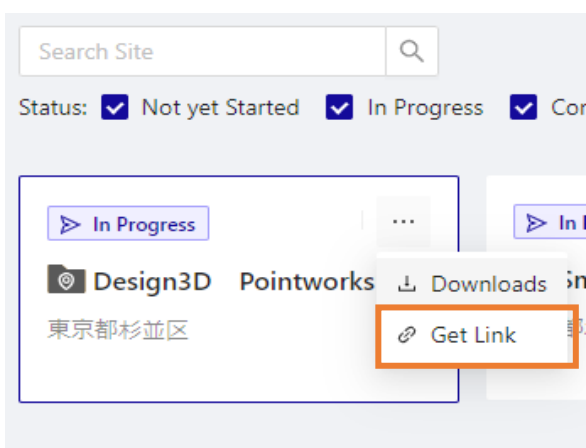 Search Site
Status: Not yet Started In Progress
In Progress ...
Design3D Pointworks
東京都杉並区
Downloads
Get Link